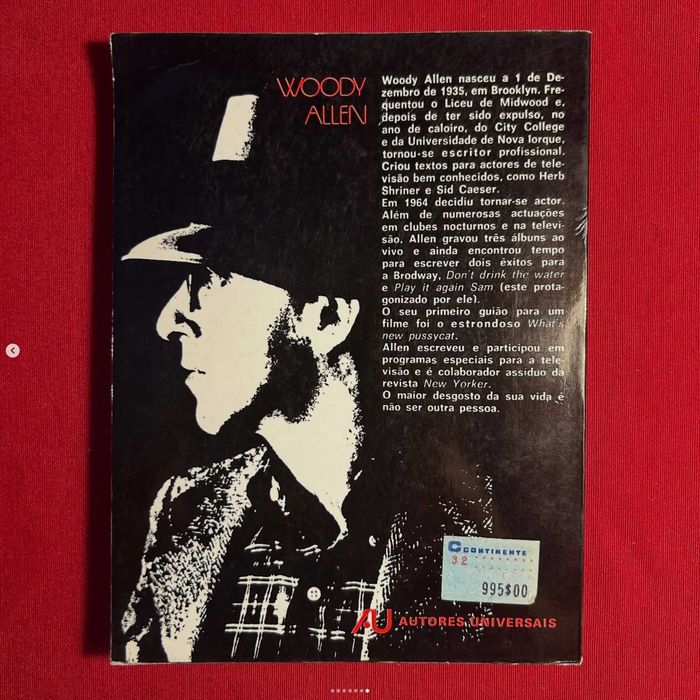 WOODY
ALLEN
Woody Allen nasceu a 1 de De-
zembro de 1935, em Brooklyn. Fre-
quentou o Liceu de Midwood e,
depois de ter sido expulso, no
ano de caloiro, do City College
e da Universidade de Nova Iorque,
tornou-se escritor profissional.
Criou textos para actores de tele-
visão bem conhecidos, como Herb
Shriner e Sid Caeser.
Em 1964 decidiu tornar-se actor.
Além de numerosas actuações
em clubes nocturnos e na televi-
são, Allen gravou três álbuns ao
vivo e ainda encontrou tempo
para escrever dois êxitos para
a Brodway, Don't drink the water
e Play it again Sam (este prota-
gonizado por ele).
O seu primeiro guião para um
filme foi o estrondoso What's
new pussycat.
Allen escreveu e participou em
programas especiais para a tele-
visão e é colaborador assíduo da
revista New Yorker.
O maior desgosto da sua vida é
não ser outra pessoa.
CONTINENTE
32
995$00
AU AUTORES UNIVERSAIS